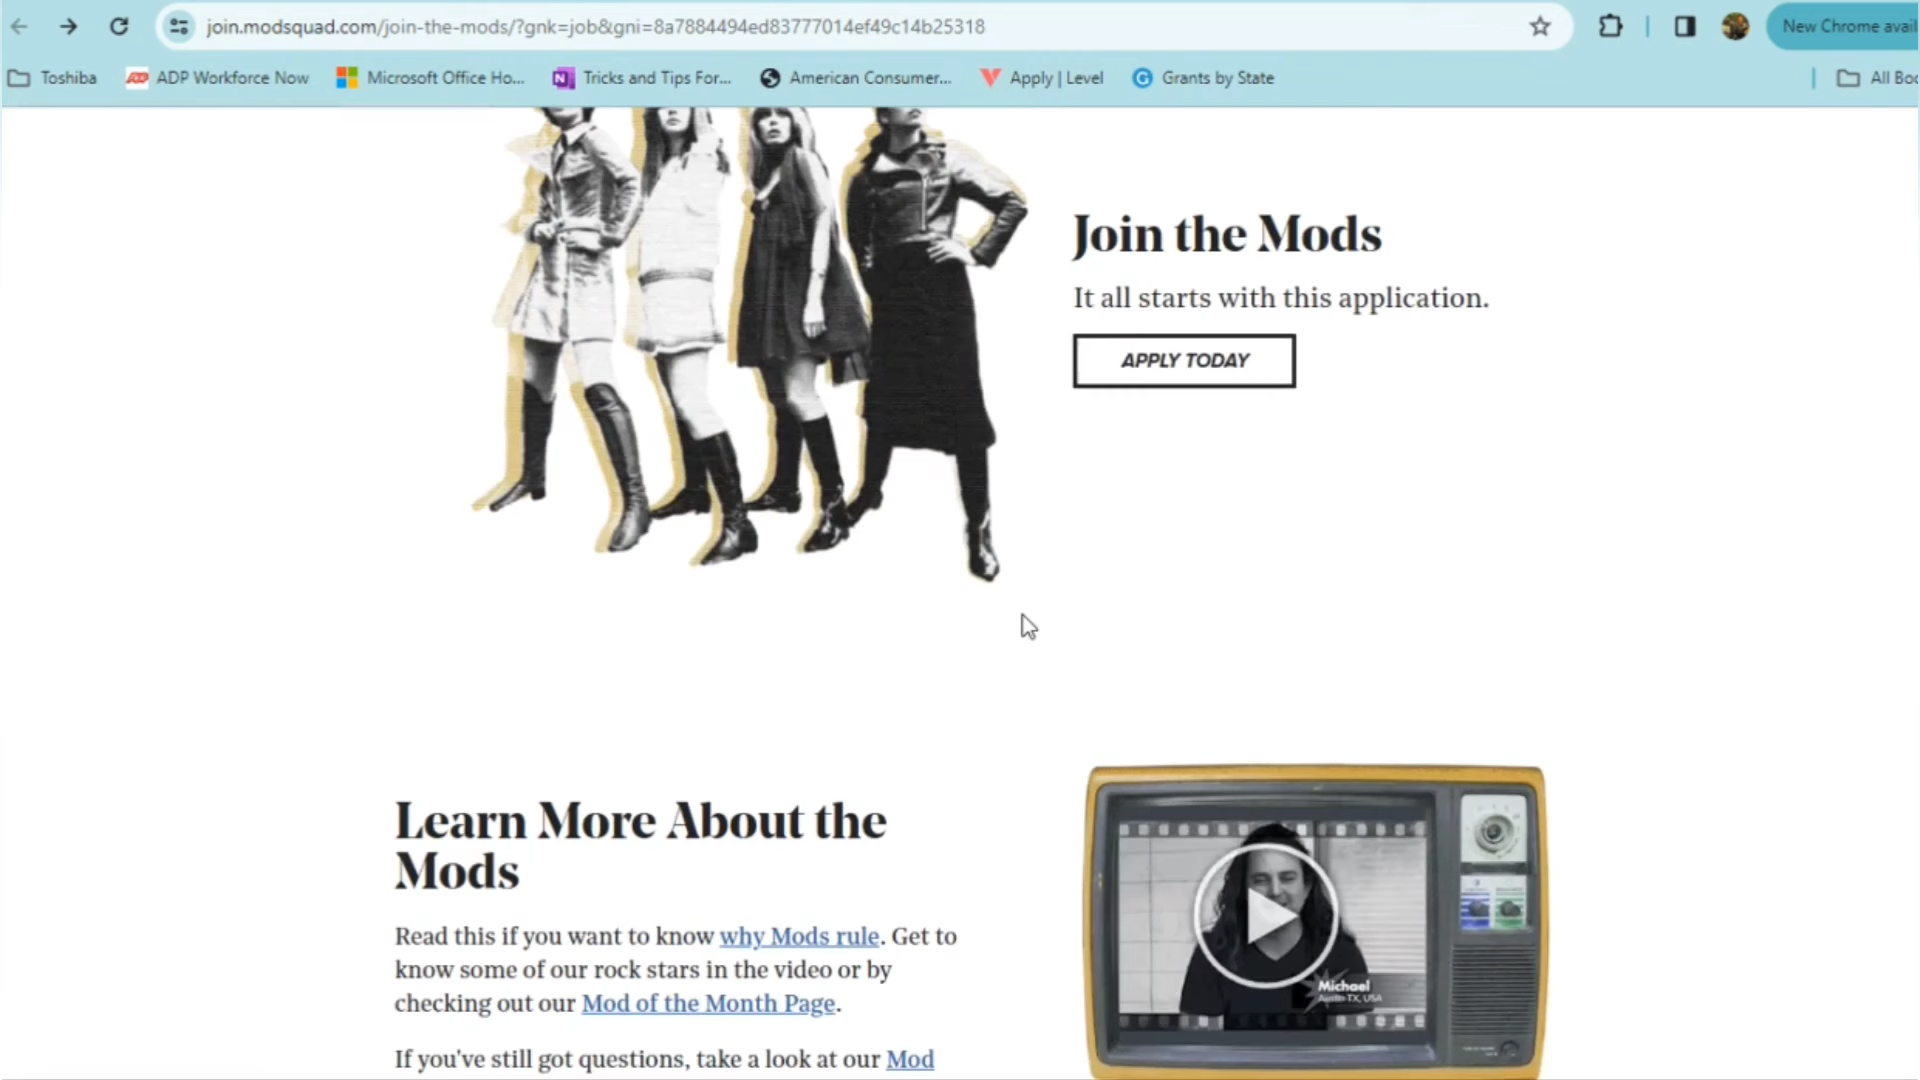 join.modsquad.com/join-the-mods/?gnk=job&gni=8a7884494ed83777014ef49c14b25318
New Chrome avail
Toshiba
ADP Workforce Now
Microsoft Office Ho...
Tricks and Tips For...
American Consumer...
Apply | Level
Grants by State
All Boo
Join the Mods
It all starts with this application.
APPLY TODAY
Learn More About the
Mods
Read this if you want to know why Mods rule. Get to
know some of our rock stars in the video or by
checking out our Mod of the Month Page.
If you've still got questions, take a look at our Mod
Michael
Austin TX, USA